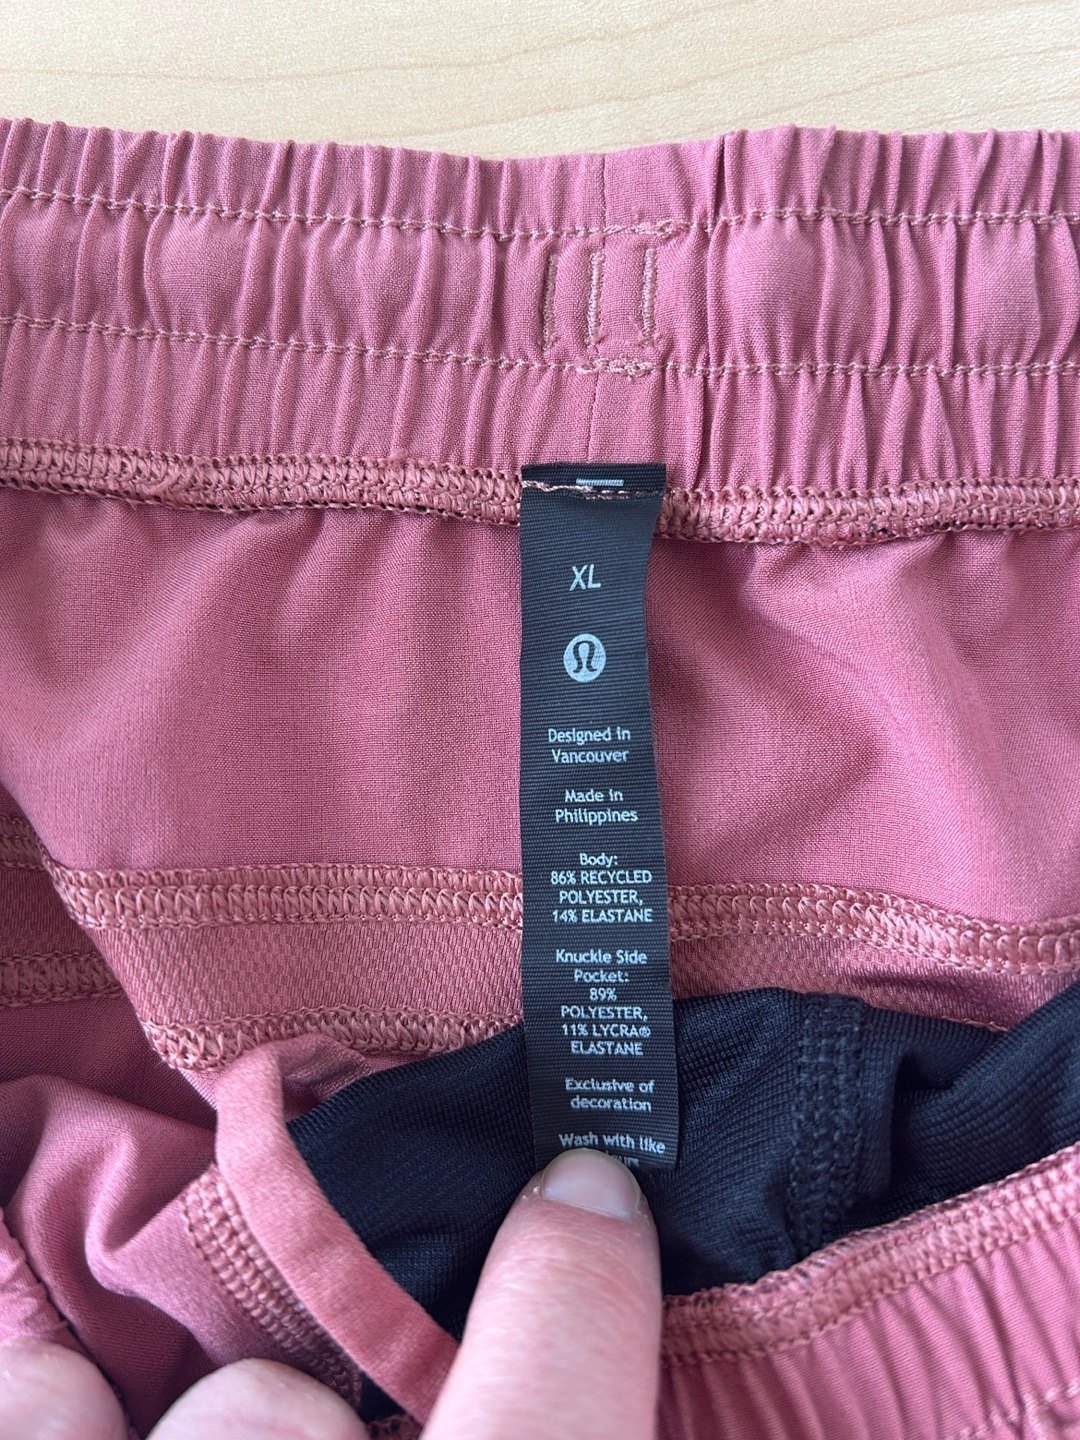 XL
Designed in
Vancouver
Made in
Philippines
Body:
86% RECYCLED
POLYESTER,
14% ELASTANE
Knuckle Side
Pocket:
89%
POLYESTER,
11% LYCRA®
ELASTANE
Exclusive of
decoration
Wash with like